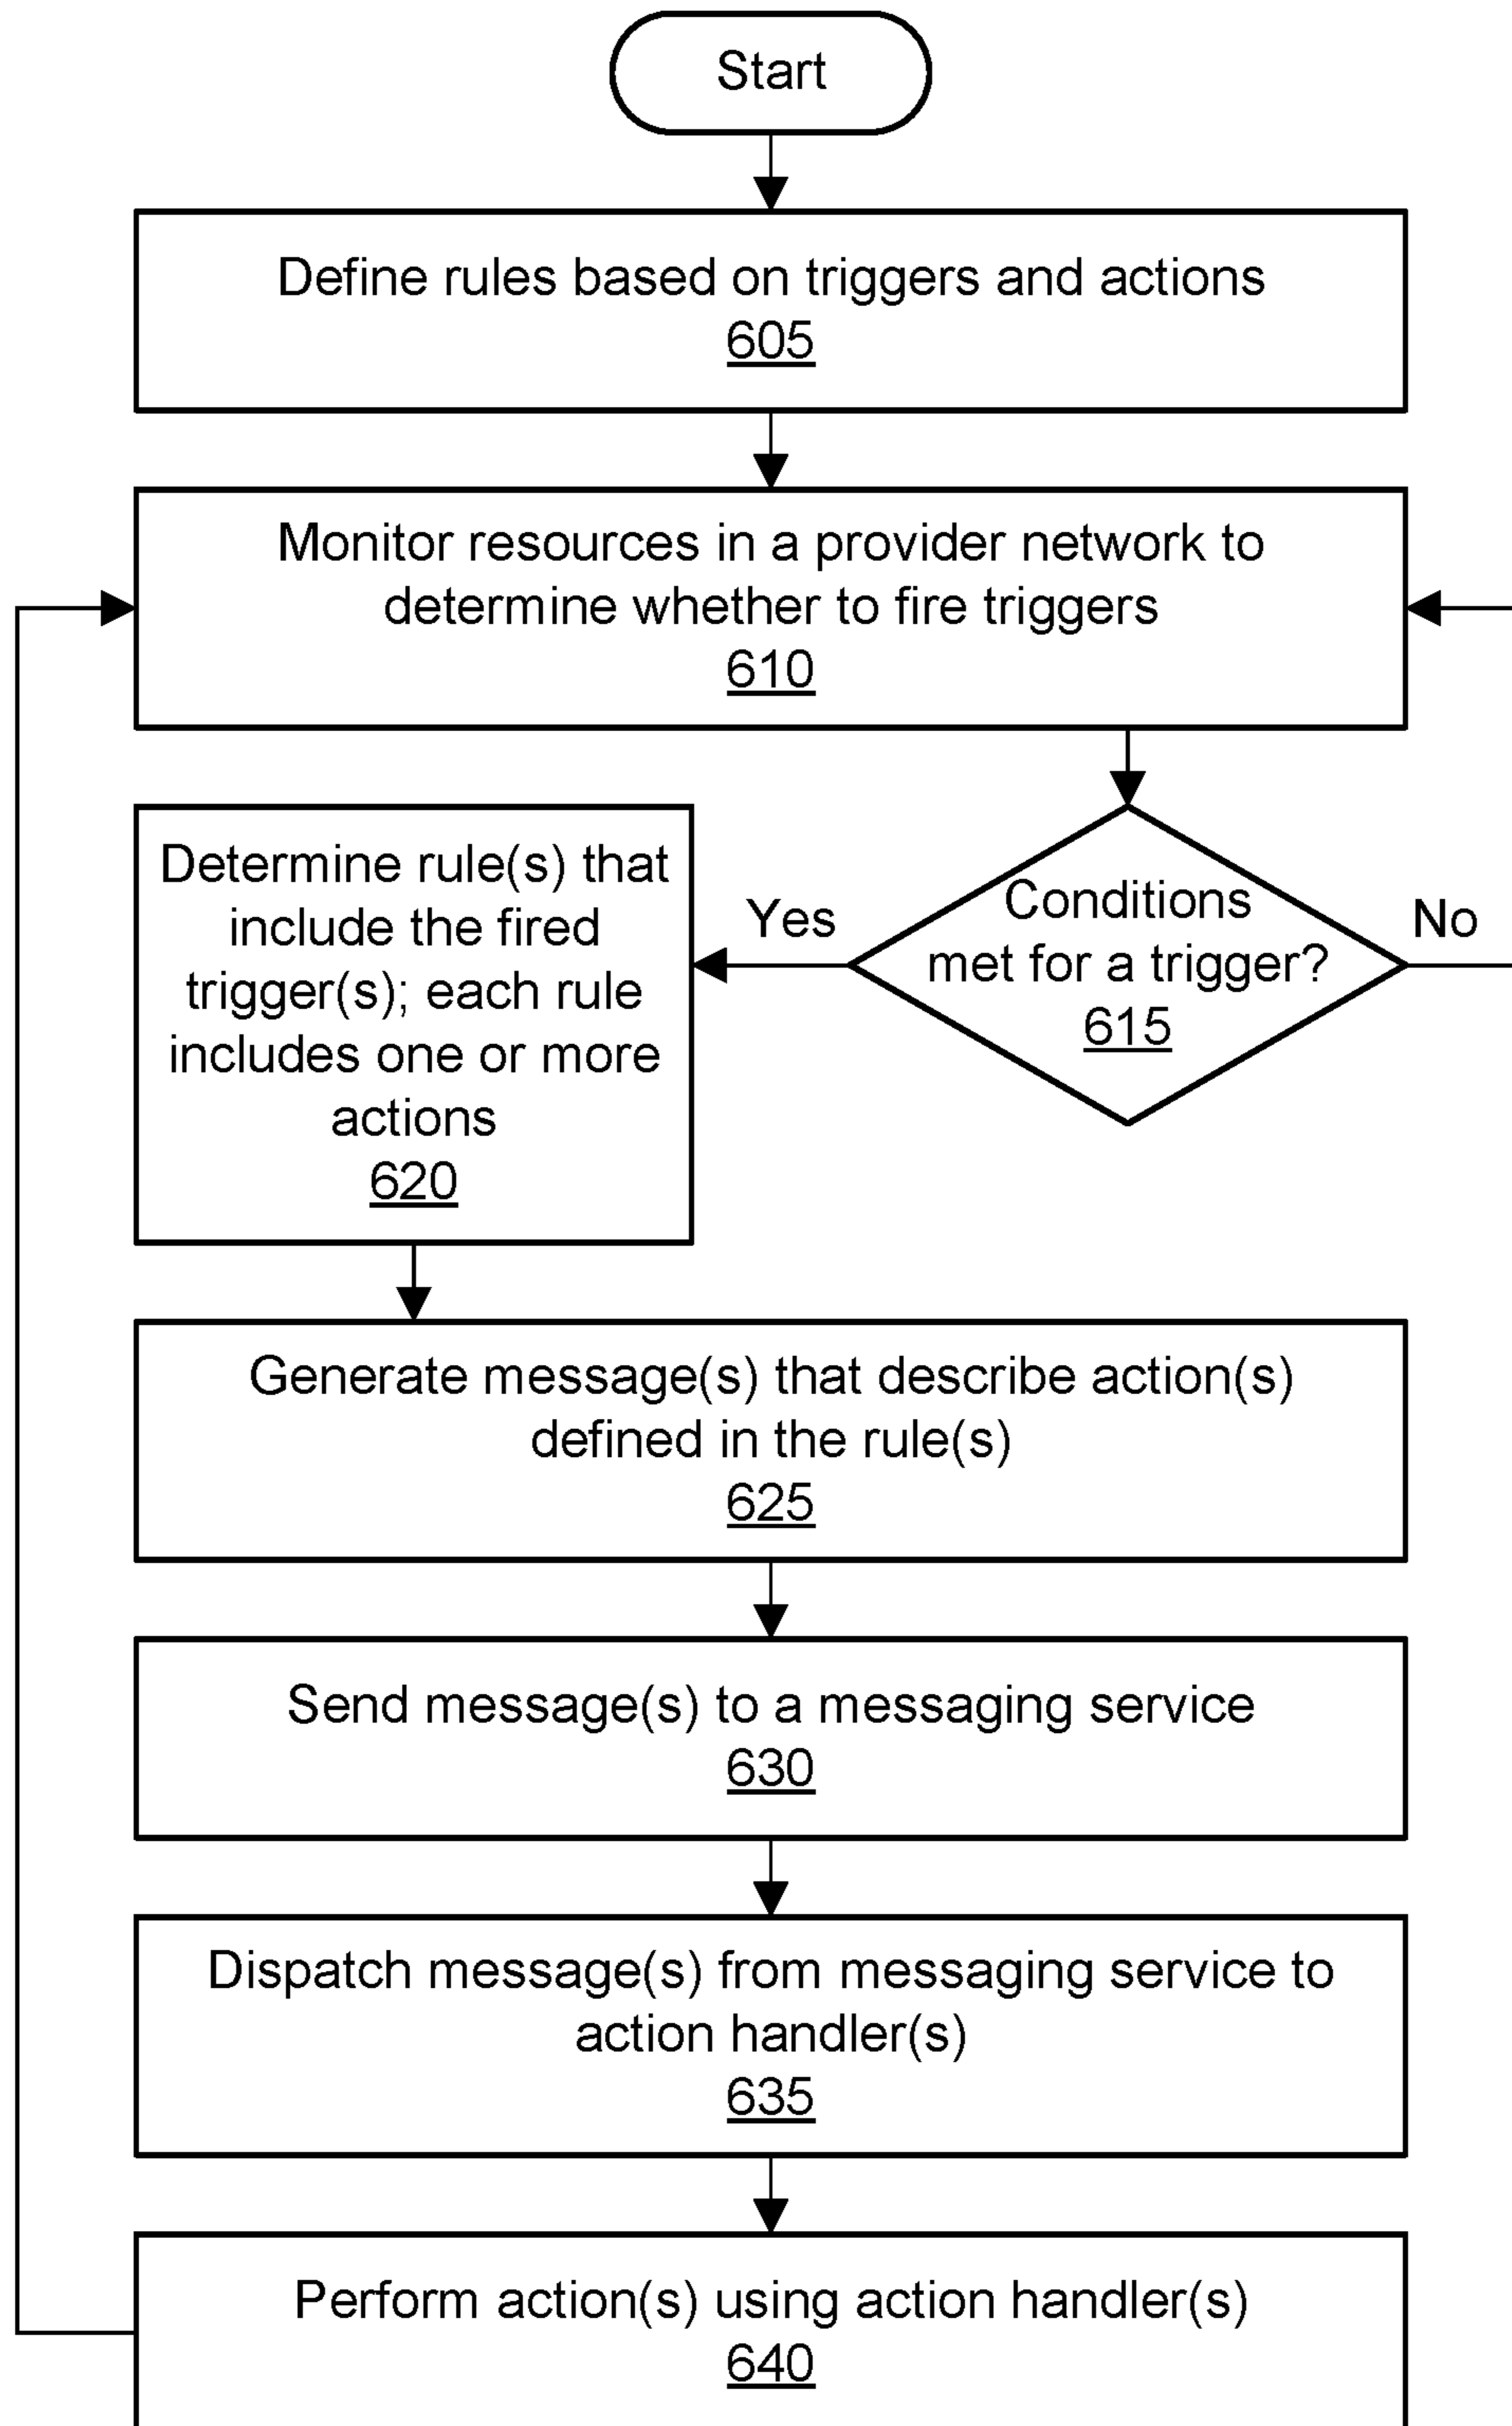 Start
Define rules based on triggers and actions
605
Monitor resources in a provider network to
determine whether to fire triggers
610
Conditions
met for a trigger?
615
Yes
No
Determine rule(s) that
include the fired
trigger(s); each rule
includes one or more
actions
620
Generate message(s) that describe action(s)
defined in the rule(s)
625
Send message(s) to a messaging service
630
Dispatch message(s) from messaging service to
action handler(s)
635
Perform action(s) using action handler(s)
640